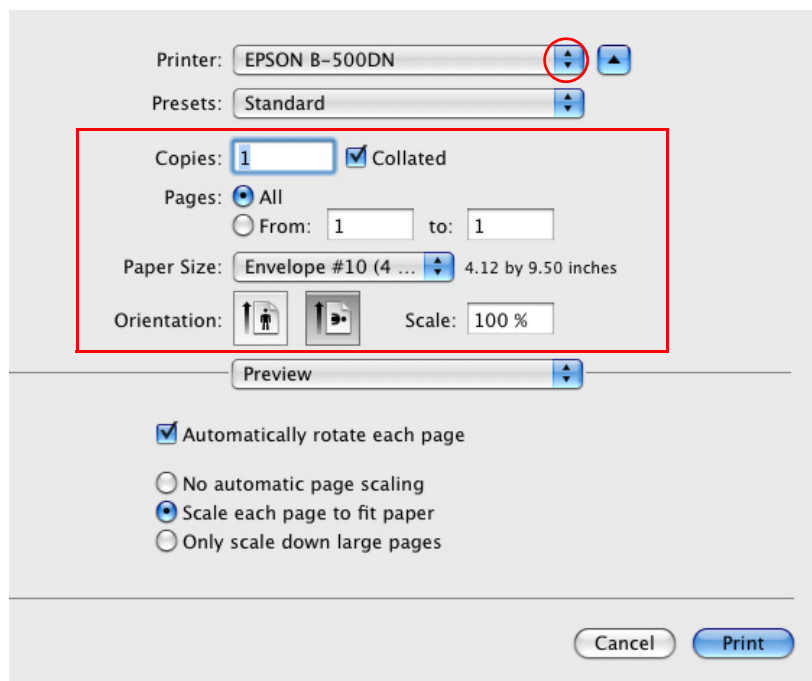 Printer: EPSON B-500DN
Presets: Standard
Copies: 1 Collated
Pages: All
From: 1 to: 1
Paper Size: Envelope #10 (4 ... 4.12 by 9.50 inches
Orientation: Scale: 100 %
Preview
Automatically rotate each page
No automatic page scaling
Scale each page to fit paper
Only scale down large pages
Cancel Print